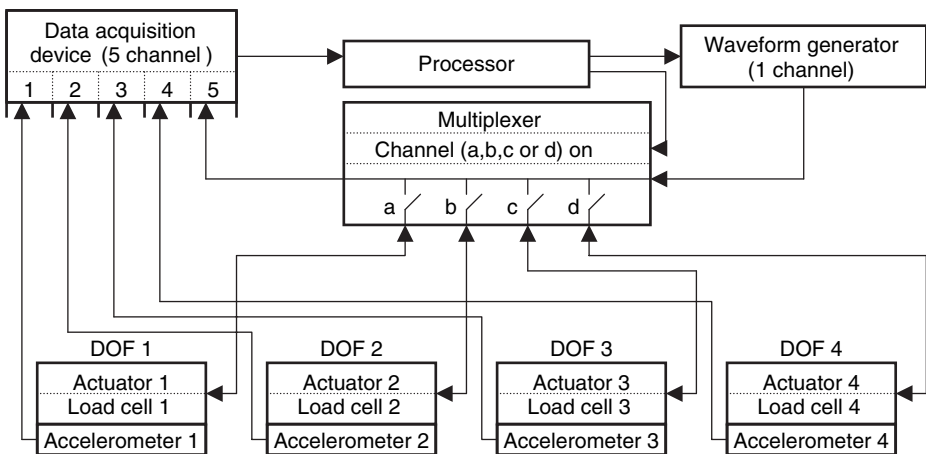 Data acquisition
device (5 channel)
1 2 3 4 5
Processor
Waveform generator
(1 channel)
Multiplexer
Channel (a,b,c or d) on
a b c d
DOF 1
Actuator 1
Load cell 1
Accelerometer 1
DOF 2
Actuator 2
Load cell 2
Accelerometer 2
DOF 3
Actuator 3
Load cell 3
Accelerometer 3
DOF 4
Actuator 4
Load cell 4
Accelerometer 4